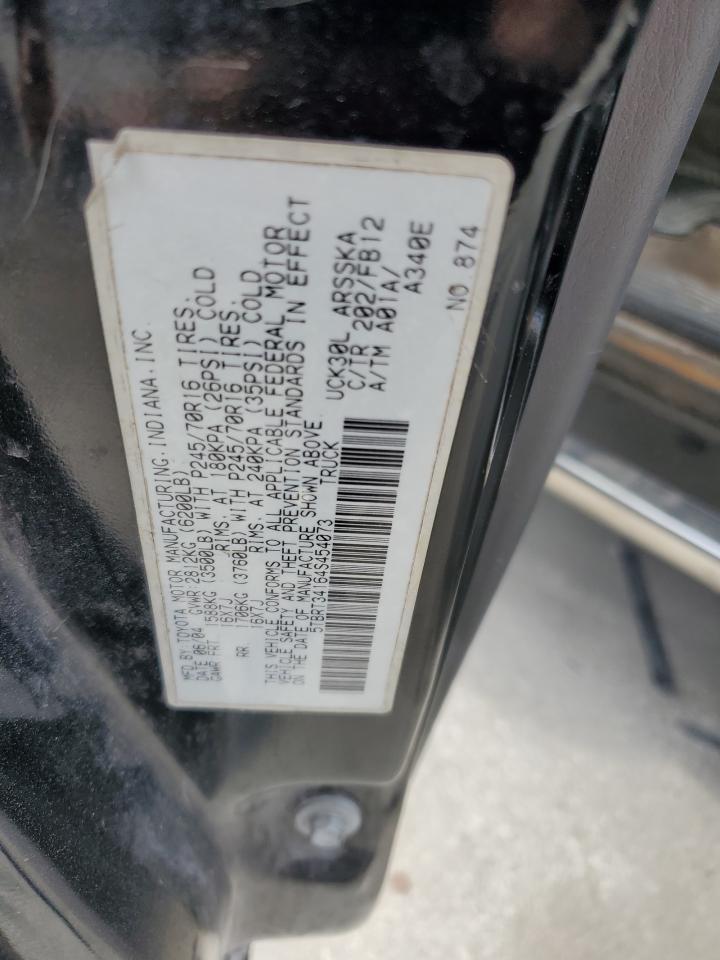 MFD BY:TOYOTA MOTOR MANUFACTURING.INDIANA.INC.
DATE 06/04 GVWR 2812KG (6200LB)
GAWR FRT 1588KG (3500LB) WITH P245/70R16 TIRES.
16X7J RIMS. AT 180KPA (26PSI) COLD
RR 1706KG (3760LB) WITH P245/70R16 TIRES.
16X7J RIMS. AT 240KPA (35PSI) COLD
THIS VEHICLE CONFORMS TO ALL APPLICABLE FEDERAL MOTOR
VEHICLE SAFETY AND THEFT PREVENTION STANDARDS IN EFFECT
ON THE DATE OF MANUFACTURE SHOWN ABOVE.
5TBRT34164S454073 TRUCK
UCK30L ARSSKA
C/TR 202/FB12
A/TM A01A/
A340E
NO 874